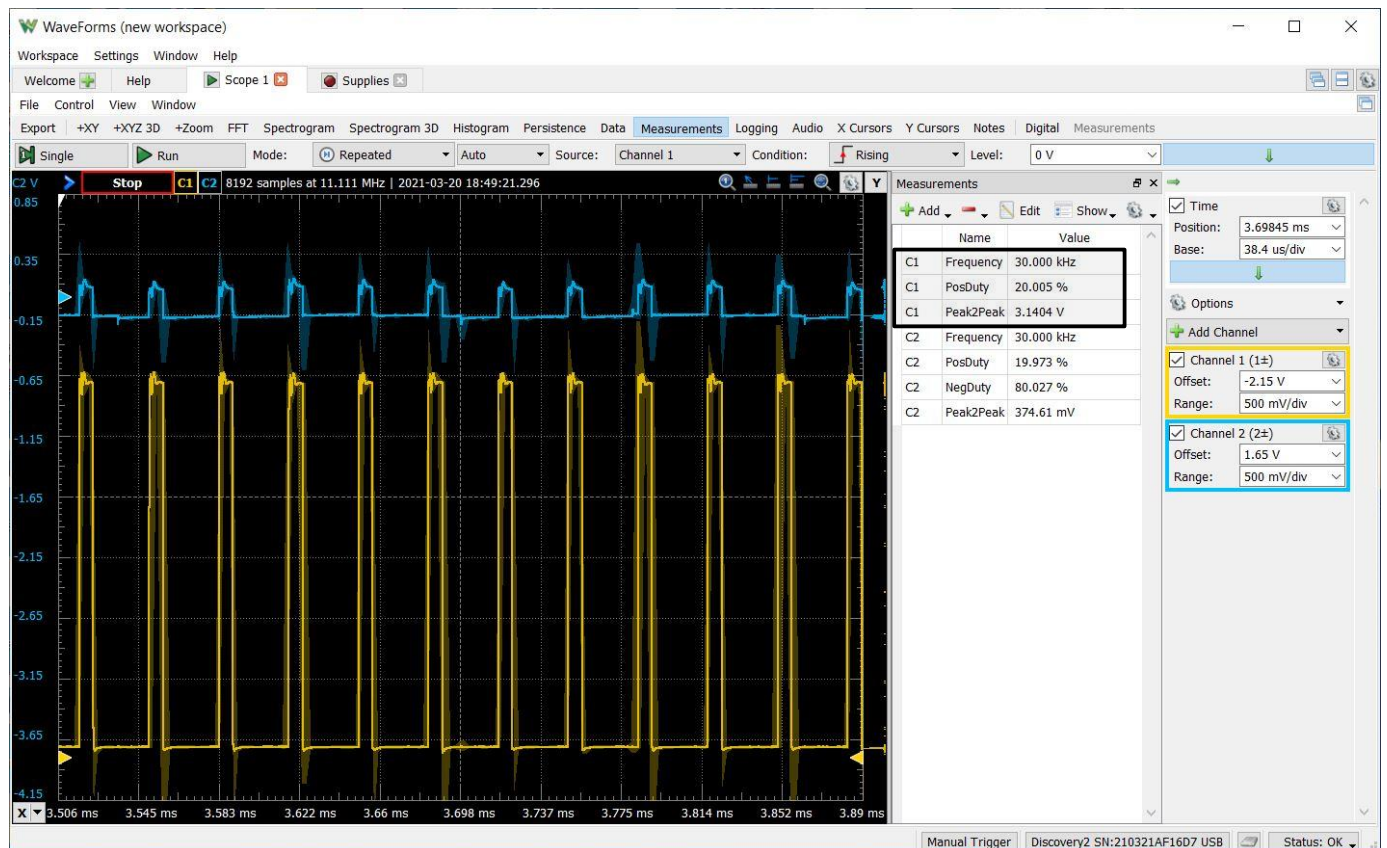 WaveForms (new workspace)
Workspace Settings Window Help
Welcome Help Scope 1 Supplies
File Control View Window
Export +XY +XYZ 3D +Zoom FFT Spectrogram Spectrogram 3D Histogram Persistence Data Measurements Logging Audio X Cursors Y Cursors Notes Digital Measurements
Single Run Mode: Repeated Auto Source: Channel 1 Condition: Rising Level: 0 V
C2 V Stop C1 C2 8192 samples at 11.111 MHz | 2021-03-20 18:49:21.296 Y
0.85
0.35
-0.15
-0.65
-1.15
-1.65
-2.15
-2.65
-3.15
-3.65
-4.15
X 3.506 ms 3.545 ms 3.583 ms 3.622 ms 3.66 ms 3.698 ms 3.737 ms 3.775 ms 3.814 ms 3.852 ms 3.89 ms
Measurements
Add Edit Show
Name Value
C1 Frequency 30.000 kHz
C1 PosDuty 20.005 %
C1 Peak2Peak 3.1404 V
C2 Frequency 30.000 kHz
C2 PosDuty 19.973 %
C2 NegDuty 80.027 %
C2 Peak2Peak 374.61 mV
Time
Position: 3.69845 ms
Base: 38.4 us/div
Options
Add Channel
Channel 1 (1±)
Offset: -2.15 V
Range: 500 mV/div
Channel 2 (2±)
Offset: 1.65 V
Range: 500 mV/div
Manual Trigger Discovery2 SN:210321AF16D7 USB Status: OK